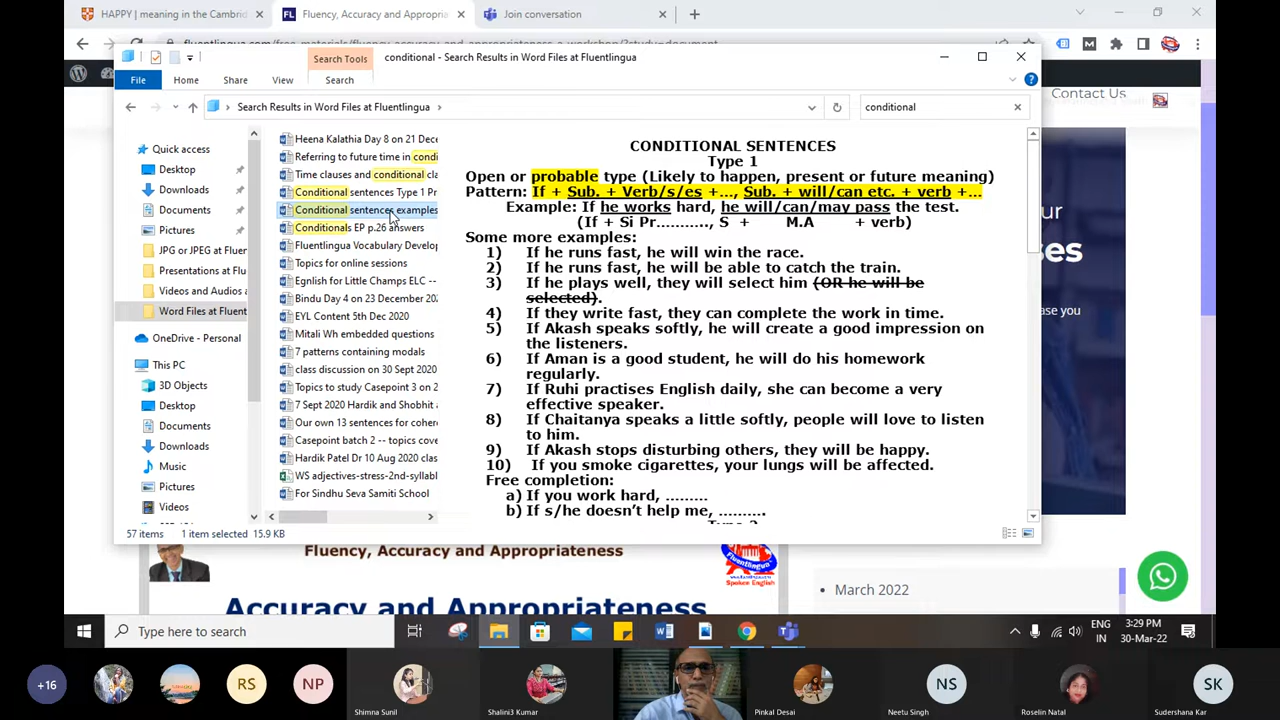 HAPPY | meaning in the Cambrid
Fluency, Accuracy and Appropria
Join conversation
Search Tools
conditional - Search Results in Word Files at Fluentlingua
File
Home
Share
View
Search
Search Results in Word Files at Fluentlingua
conditional
Contact Us
Quick access
Desktop
Downloads
Documents
Pictures
JPG or JPEG at Fluer
Presentations at Flu
Videos and Audios a
Word Files at Fluent
OneDrive - Personal
This PC
3D Objects
Desktop
Documents
Downloads
Music
Pictures
Videos
Heena Kalathia Day 8 on 21 Dece
Referring to future time in condi
Time clauses and conditional cla
Conditional sentences Type 1 Pr
Conditional sentences examples
Conditionals EP p.26 answers
Fluentlingua Vocabulary Develop
Topics for online sessions
Egnlish for Little Champs ELC --
Bindu Day 4 on 23 December 202
EYL Content 5th Dec 2020
Mitali Wh embedded questions
7 patterns containing modals
class discussion on 30 Sept 2020
Topics to study Casepoint 3 on 2
7 Sept 2020 Hardik and Shobhit a
Our own 13 sentences for cohere
Casepoint batch 2 -- topics cove
Hardik Patel Dr 10 Aug 2020 clas
WS adjectives-stress-2nd-syllabl
For Sindhu Seva Samiti School
CONDITIONAL SENTENCES
Type 1
Open or probable type (Likely to happen, present or future meaning)
Pattern: If + Sub. + Verb/s/es +..., Sub. + will/can etc. + verb +...
Example: If he works hard, he will/can/may pass the test.
(If + Si Pr..........., S + M.A + verb)
Some more examples:
1) If he runs fast, he will win the race.
2) If he runs fast, he will be able to catch the train.
3) If he plays well, they will select him (OR he will be
selected).
4) If they write fast, they can complete the work in time.
5) If Akash speaks softly, he will create a good impression on
the listeners.
6) If Aman is a good student, he will do his homework
regularly.
7) If Ruhi practises English daily, she can become a very
effective speaker.
8) If Chaitanya speaks a little softly, people will love to listen
to him.
9) If Akash stops disturbing others, they will be happy.
10) If you smoke cigarettes, your lungs will be affected.
Free completion:
a) If you work hard, .........
b) If s/he doesn't help me, .........
57 items
1 item selected 15.9 KB
Fluency, Accuracy and Appropriateness
Fluentlingua
Spoken English
Accuracy and Appropriateness
March 2022
Type here to search
ENG
IN
3:29 PM
30-Mar-22
+16
RS
NP
Shimna Sunil
Shalini3 Kumar
Pinkal Desai
NS
Neetu Singh
Roselin Natal
SK
Sudershana Kar